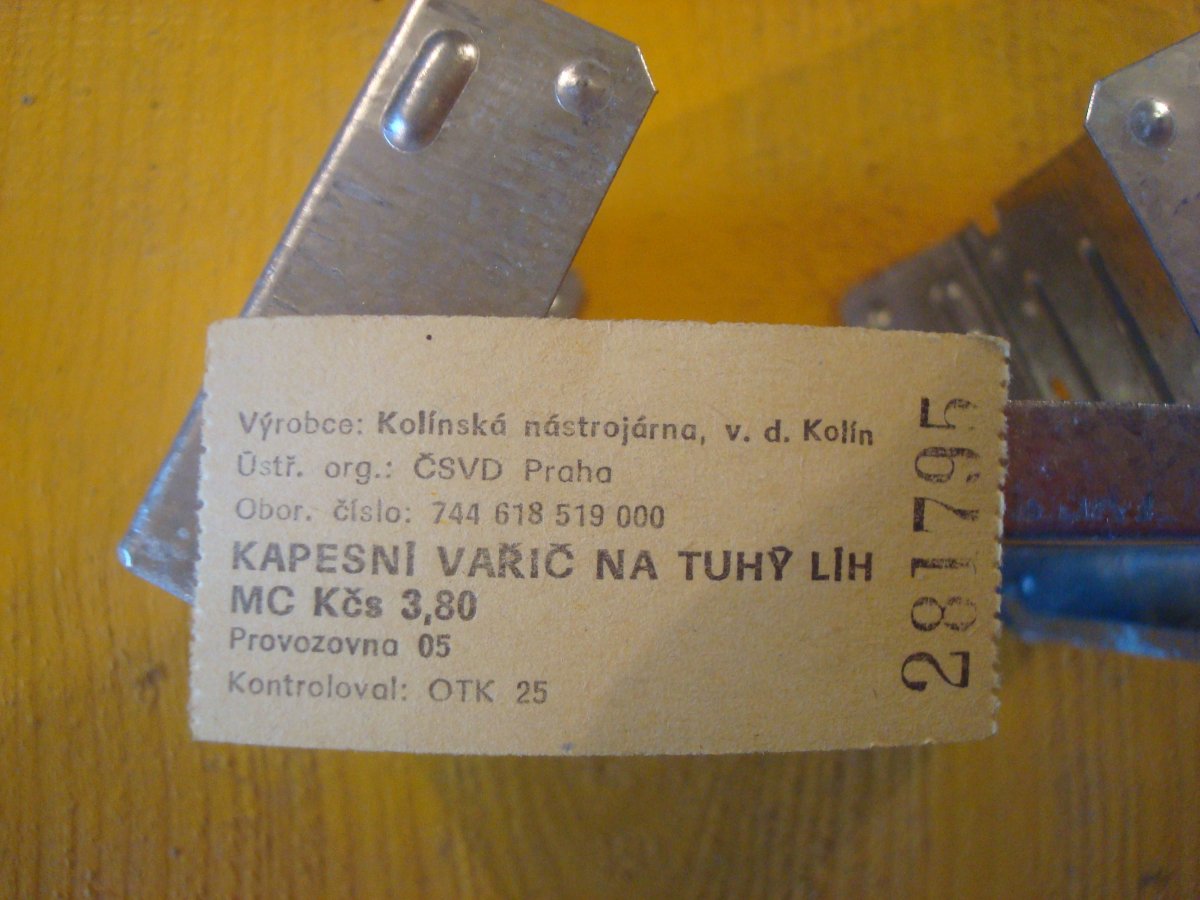 Výrobce: Kolínská nástrojárna, v. d. Kolín
Ústř. org.: ČSVD Praha
Obor. číslo: 744 618 519 000
KAPESNÍ VAŘIČ NA TUHÝ LÍH
MC Kčs 3,80
Provozovna 05
Kontroloval: OTK 25
281795